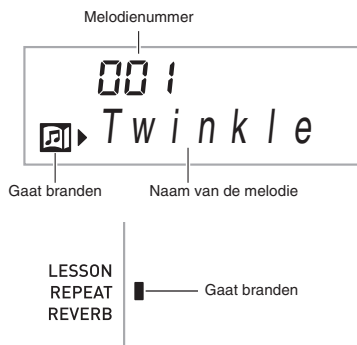 Melodienummer
001
Twinkle
Gaat branden Naam van de melodie
LESSON
REPEAT Gaat branden
REVERB